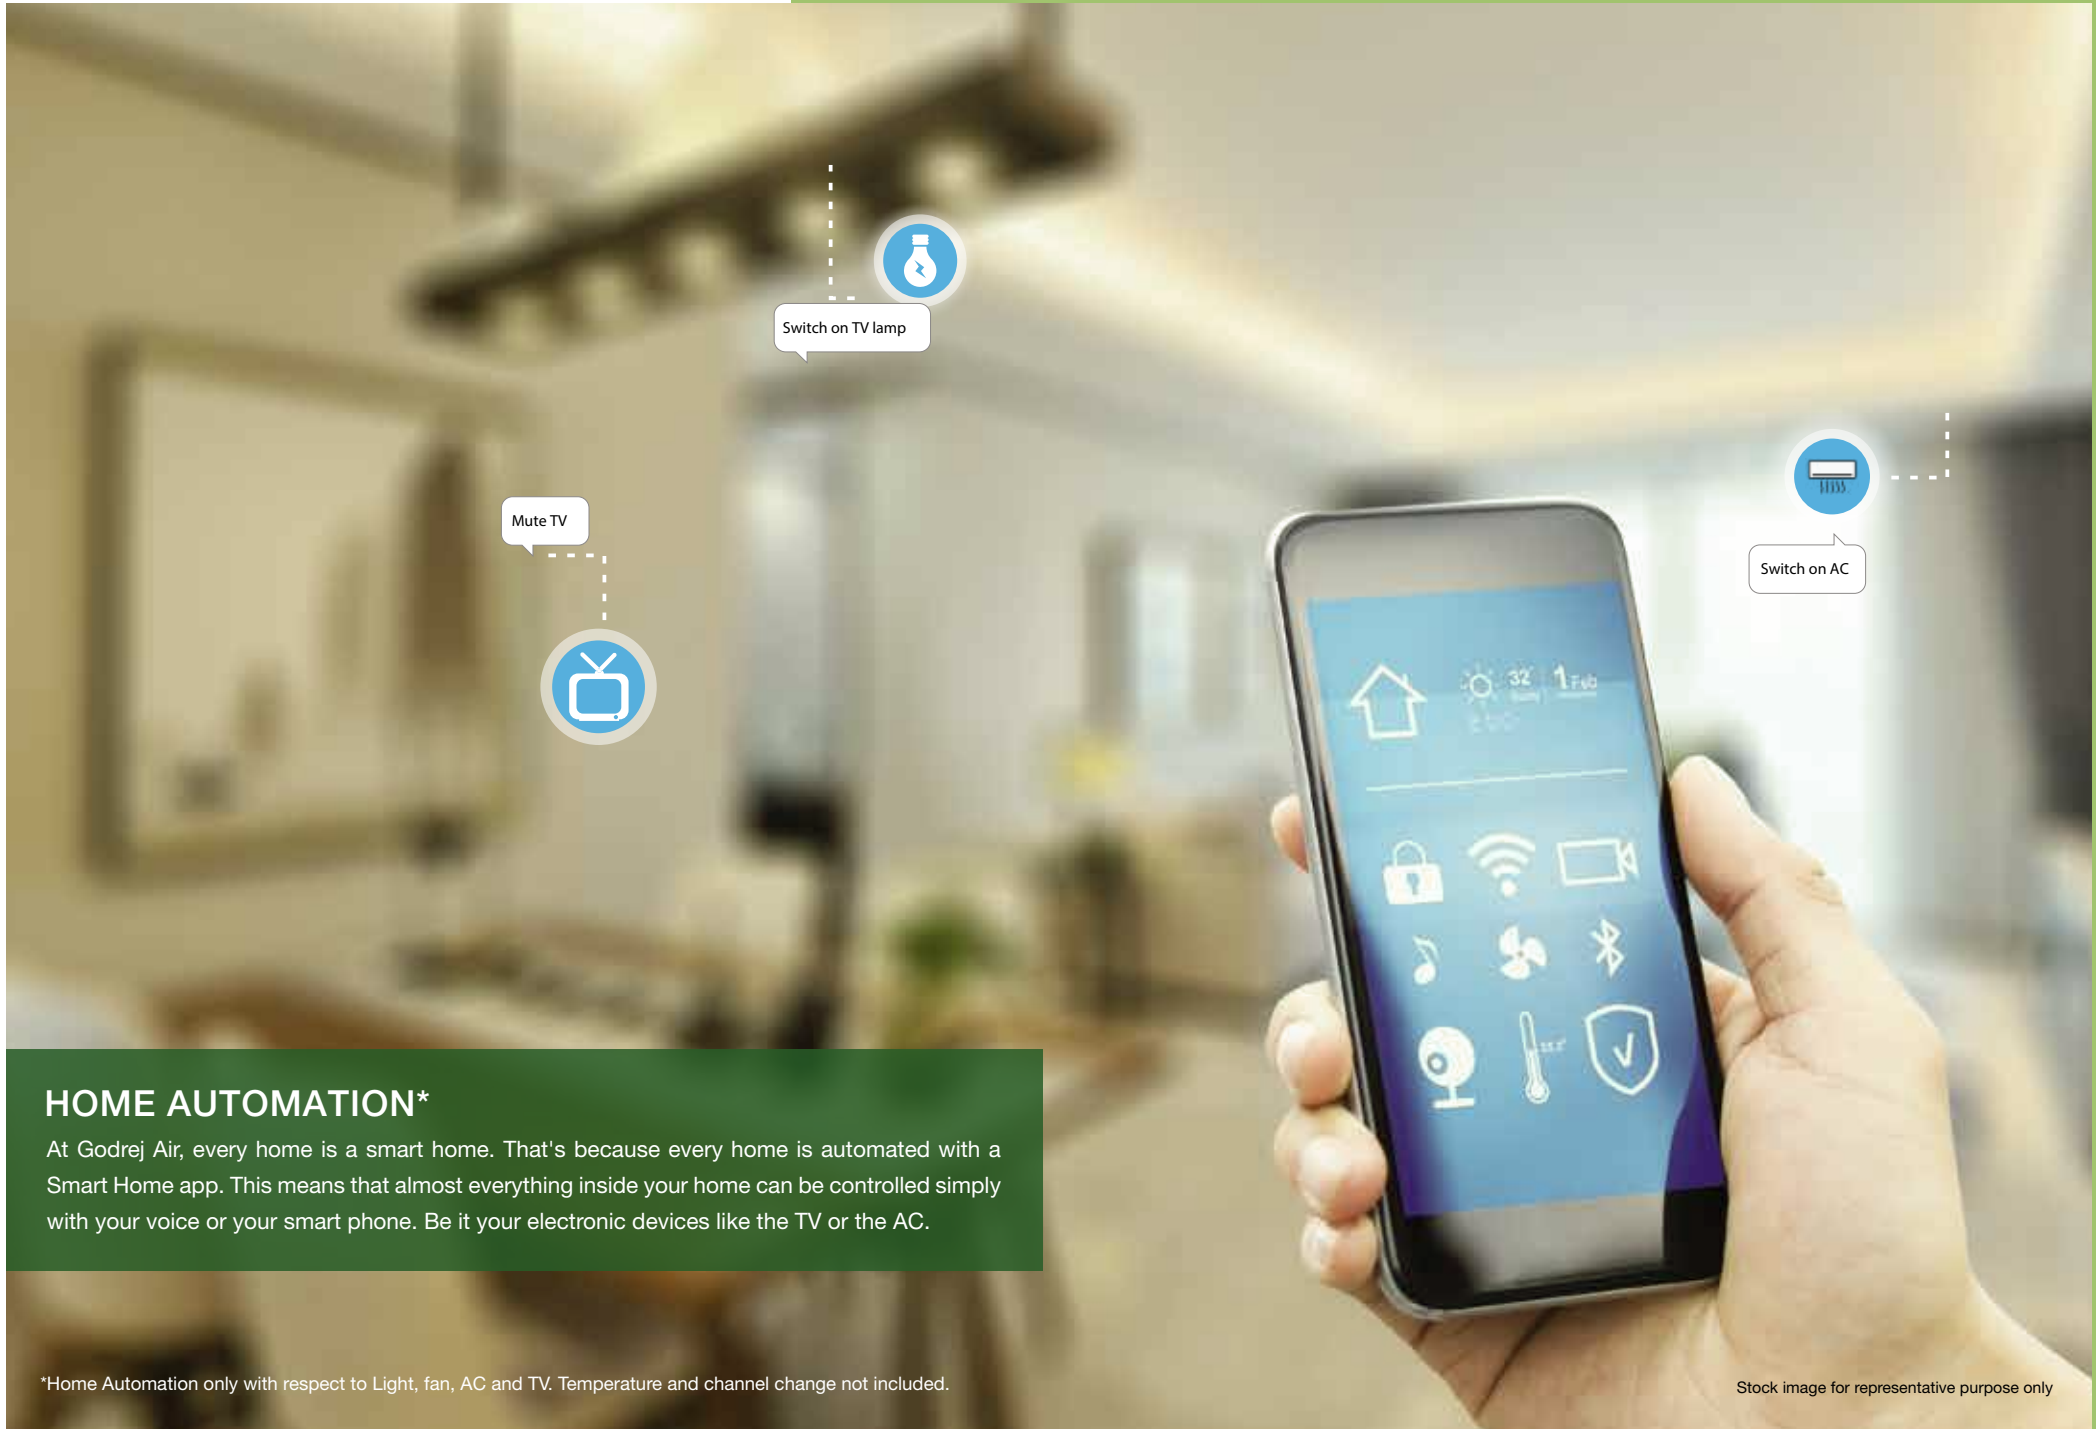 Switch on TV lamp
Mute TV
Switch on AC
32°
1 Feb
HOME AUTOMATION*
At Godrej Air, every home is a smart home. That's because every home is automated with a
Smart Home app. This means that almost everything inside your home can be controlled simply
with your voice or your smart phone. Be it your electronic devices like the TV or the AC.
*Home Automation only with respect to Light, fan, AC and TV. Temperature and channel change not included.
Stock image for representative purpose only